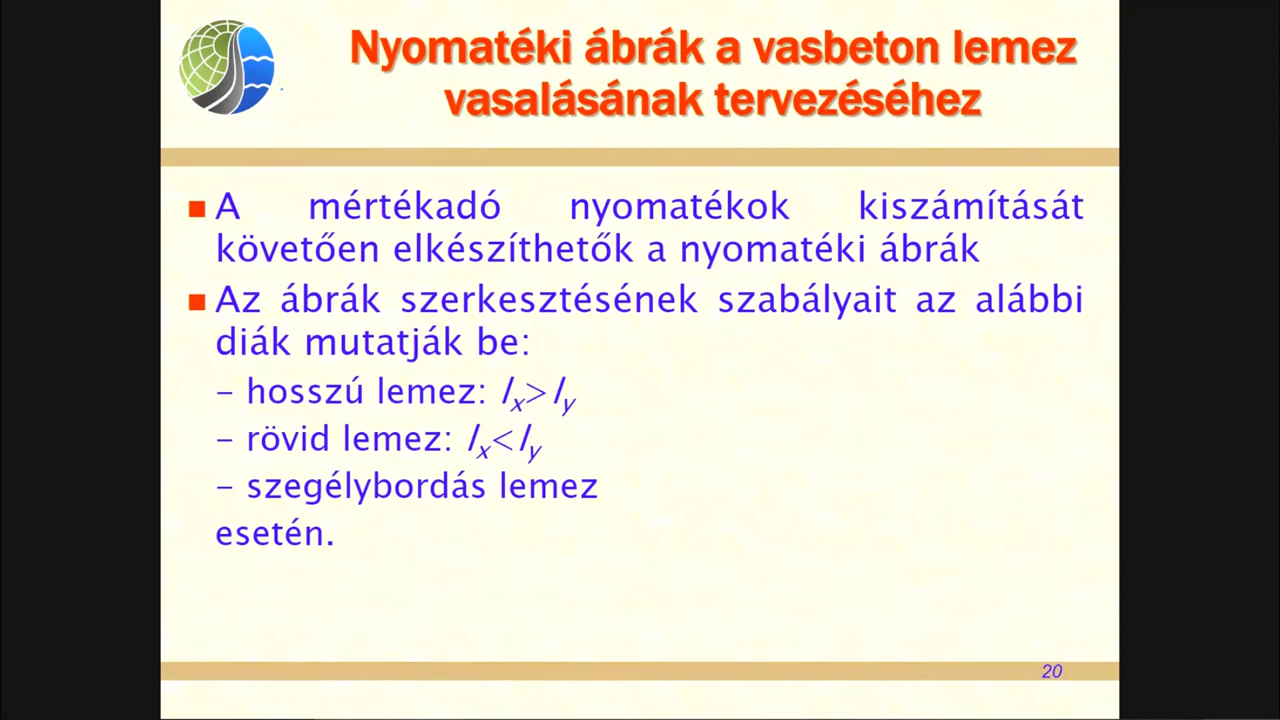 Nyomatéki ábrák a vasbeton lemez
vasalásának tervezéséhez
A mértékadó nyomatékok kiszámítását
követően elkészíthetők a nyomatéki ábrák
Az ábrák szerkesztésének szabályait az alábbi
diák mutatják be:
– hosszú lemez: lx>ly
– rövid lemez: lx<ly
– szegélybordás lemez
esetén.
20